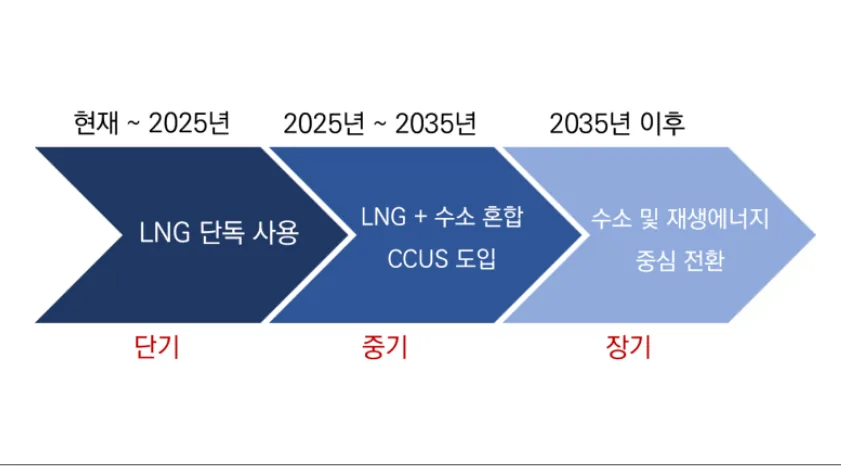 현재 ~ 2025년
2025년 ~ 2035년
2035년 이후
LNG 단독 사용
LNG + 수소 혼합
CCUS 도입
수소 및 재생에너지
중심 전환
단기
중기
장기